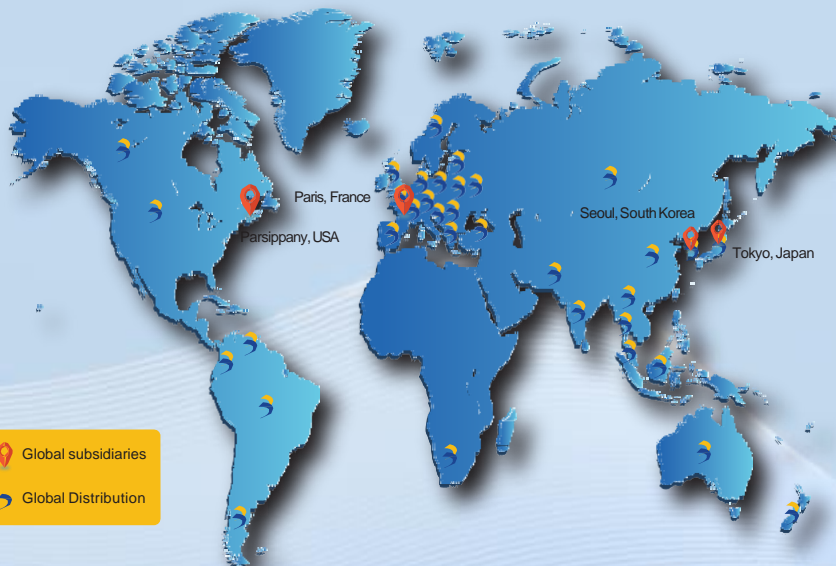 Paris, France
Seoul, South Korea
Parsippany, USA
Tokyo, Japan
Global subsidiaries
Global Distribution